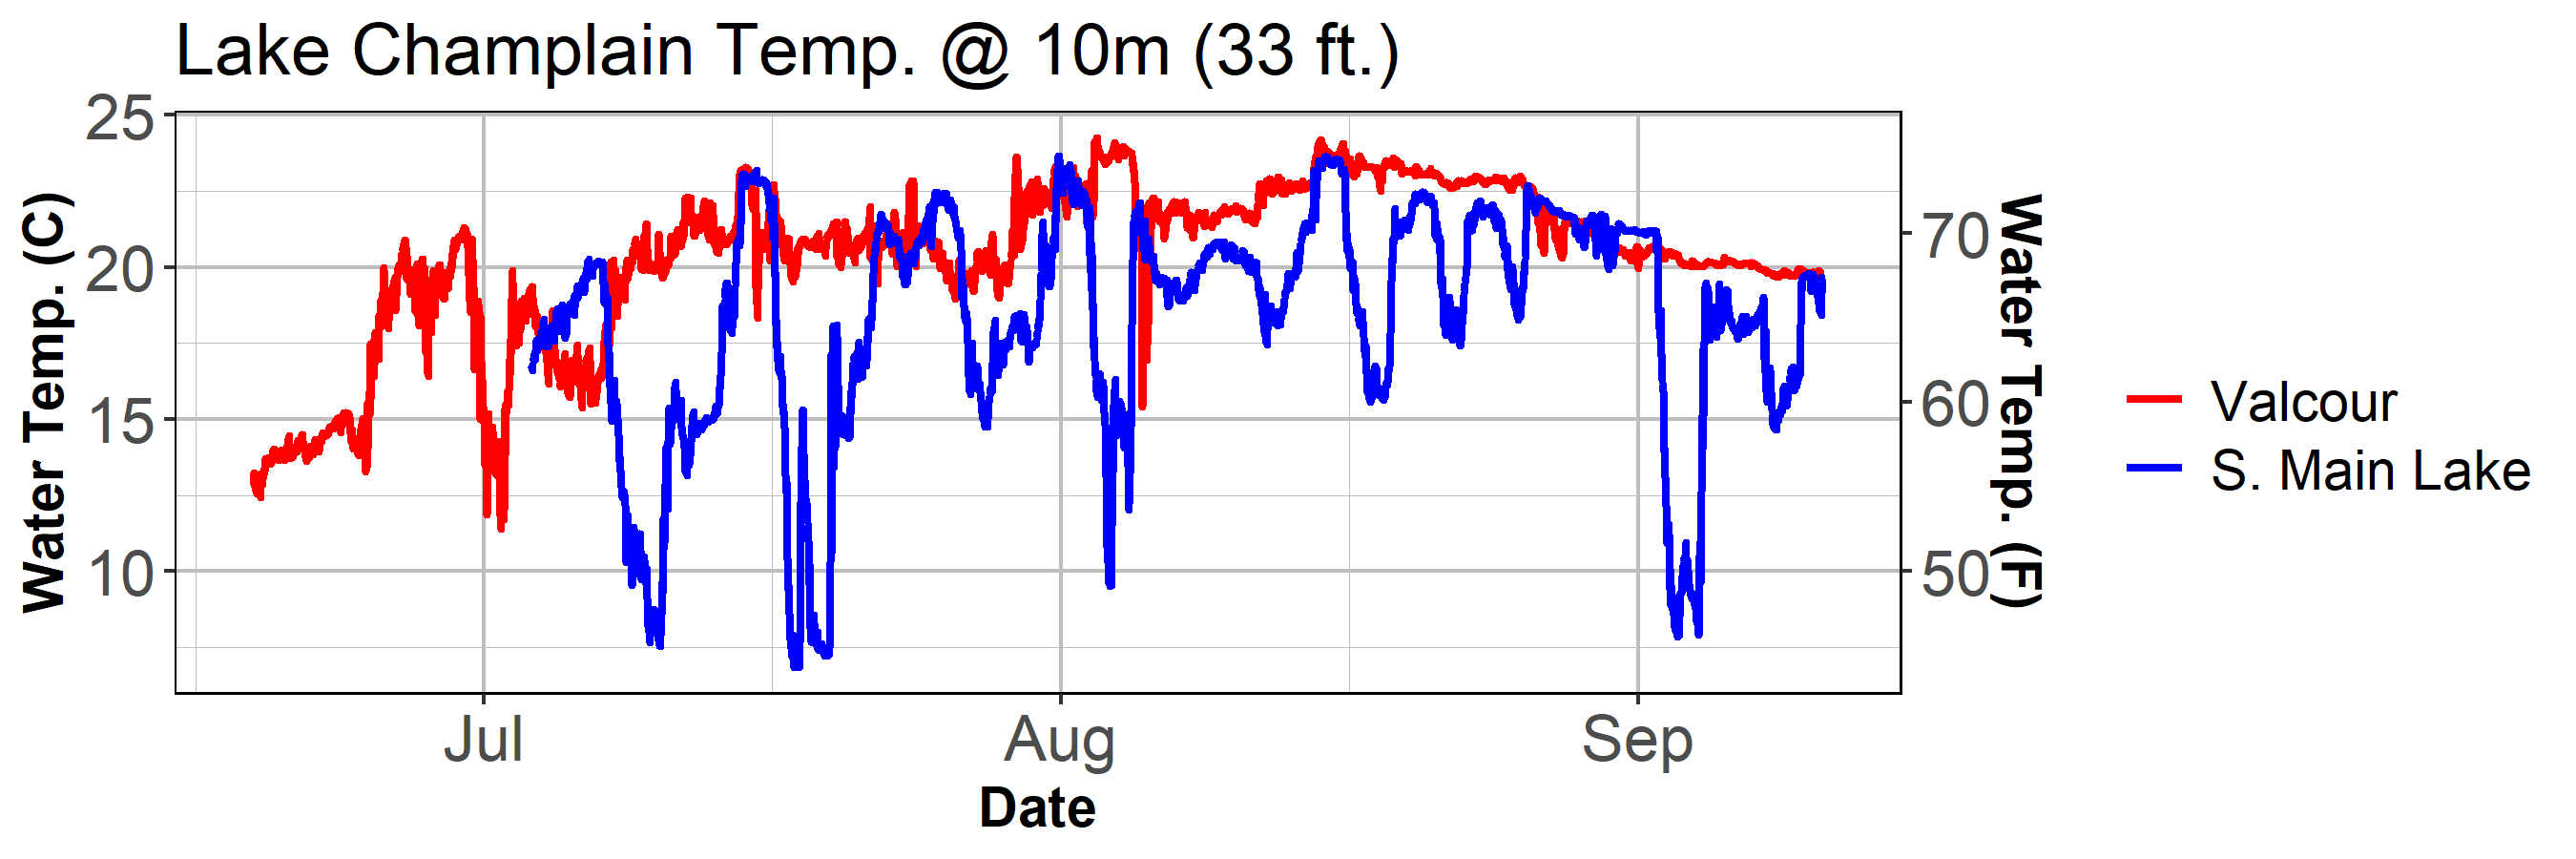 Lake Champlain Temp. @ 10m (33 ft.)
Water Temp. (C)
25
20
15
10
70
60
50
Water Temp. (F)
Jul Aug Sep
Date
Valcour
S. Main Lake